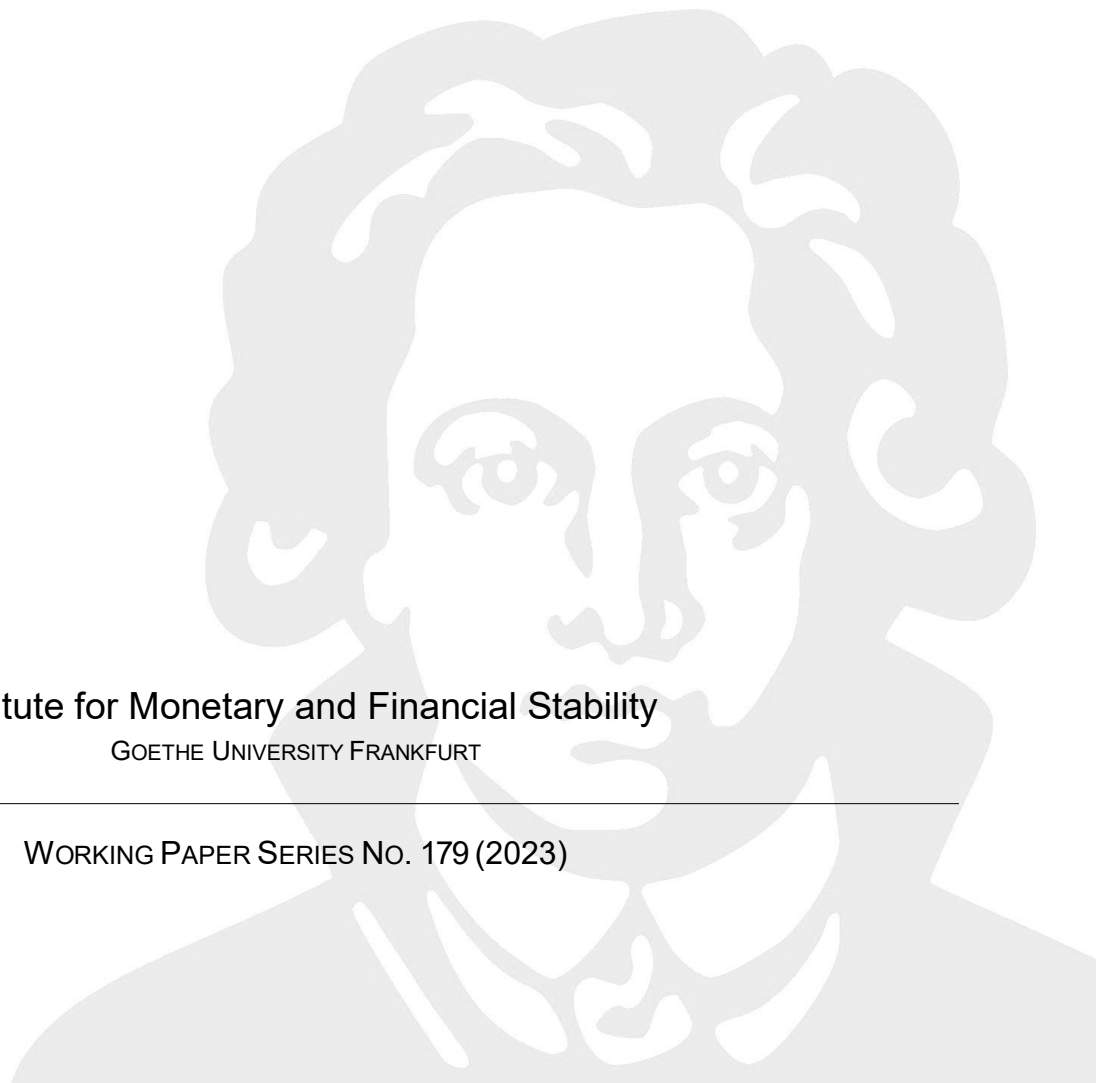 tute for Monetary and Financial Stability
GOETHE UNIVERSITY FRANKFURT
WORKING PAPER SERIES NO. 179 (2023)